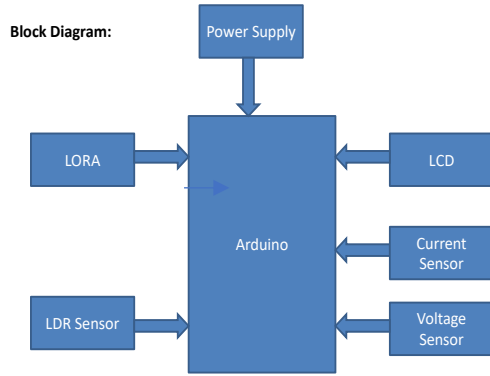 Block Diagram:
Power Supply
LORA
LCD
Arduino
Current
Sensor
LDR Sensor
Voltage
Sensor